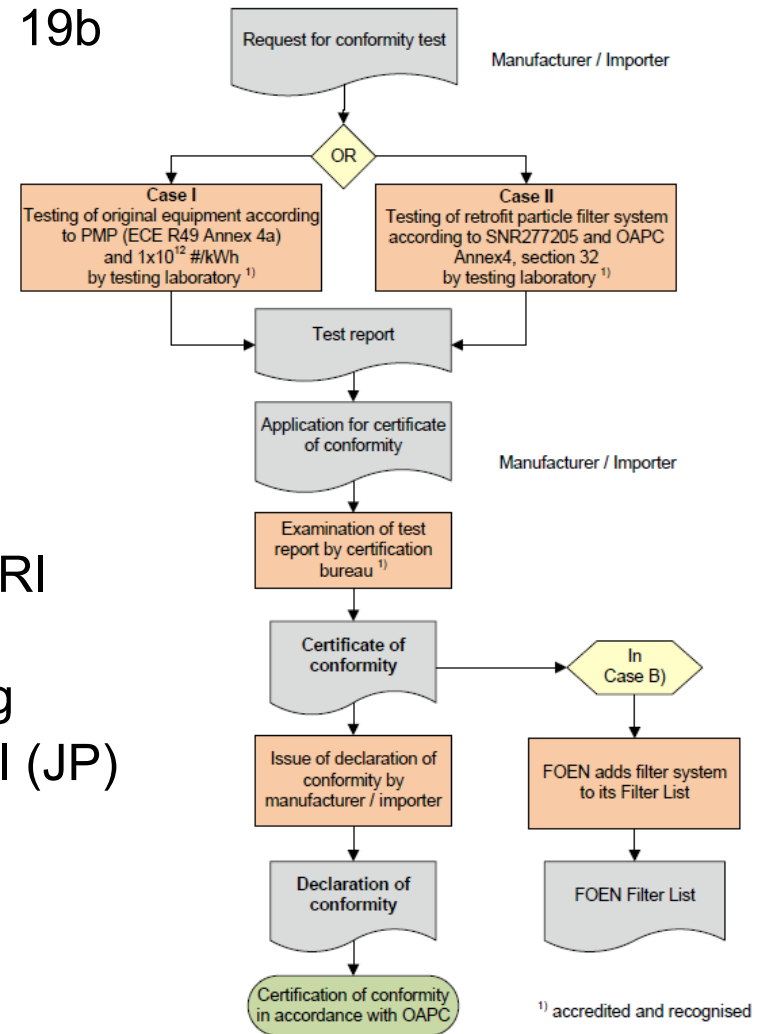 19b
Request for conformity test
Manufacturer / Importer
OR
Case I
Testing of original equipment according
to PMP (ECE R49 Annex 4a)
and 1x10¹² #/kWh
by testing laboratory ¹⁾
Case II
Testing of retrofit particle filter system
according to SNR277205 and OAPC
Annex4, section 32
by testing laboratory ¹⁾
Test report
Application for certificate
of conformity
Manufacturer / Importer
Examination of test
report by certification
bureau ¹⁾
RI
Certificate of
conformity
In
Case B)
g
I (JP)
Issue of declaration of
conformity by
manufacturer / importer
FOEN adds filter system
to its Filter List
Declaration of
conformity
FOEN Filter List
Certification of conformity
in accordance with OAPC
¹⁾ accredited and recognised